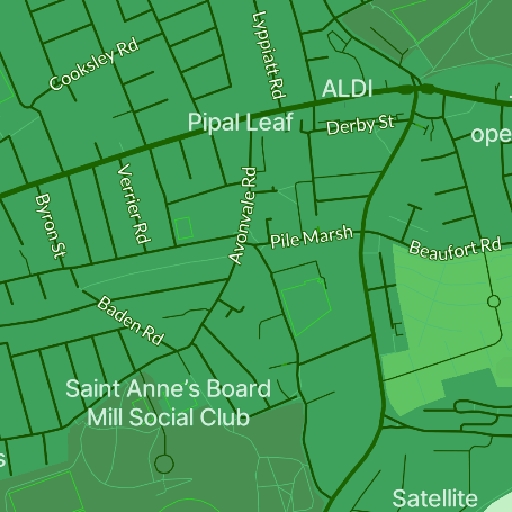 Lyppiatt Rd
Cooksley Rd
ALDI
Pipal Leaf
Derby St
ope
Verrier Rd
Byron St
Avonvale Rd
Pile Marsh
Beaufort Rd
Baden Rd
Saint Anne's Board
Mill Social Club
s
Satellite